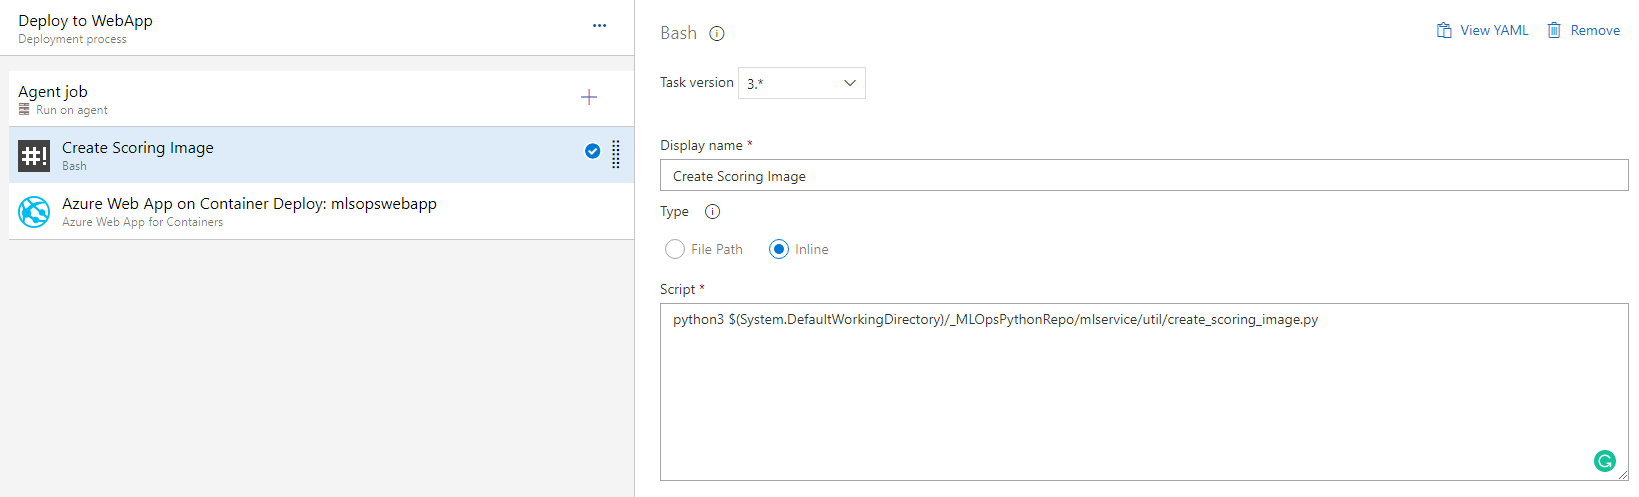 Deploy to WebApp
Deployment process
...
Agent job
Run on agent
#! Create Scoring Image
Bash
Azure Web App on Container Deploy: mlsopswebapp
Azure Web App for Containers
Bash
View YAML
Remove
Task version 3.*
Display name *
Create Scoring Image
Type
File Path
Inline
Script *
python3 $(System.DefaultWorkingDirectory)/_MLOpsPythonRepo/mlservice/util/create_scoring_image.py